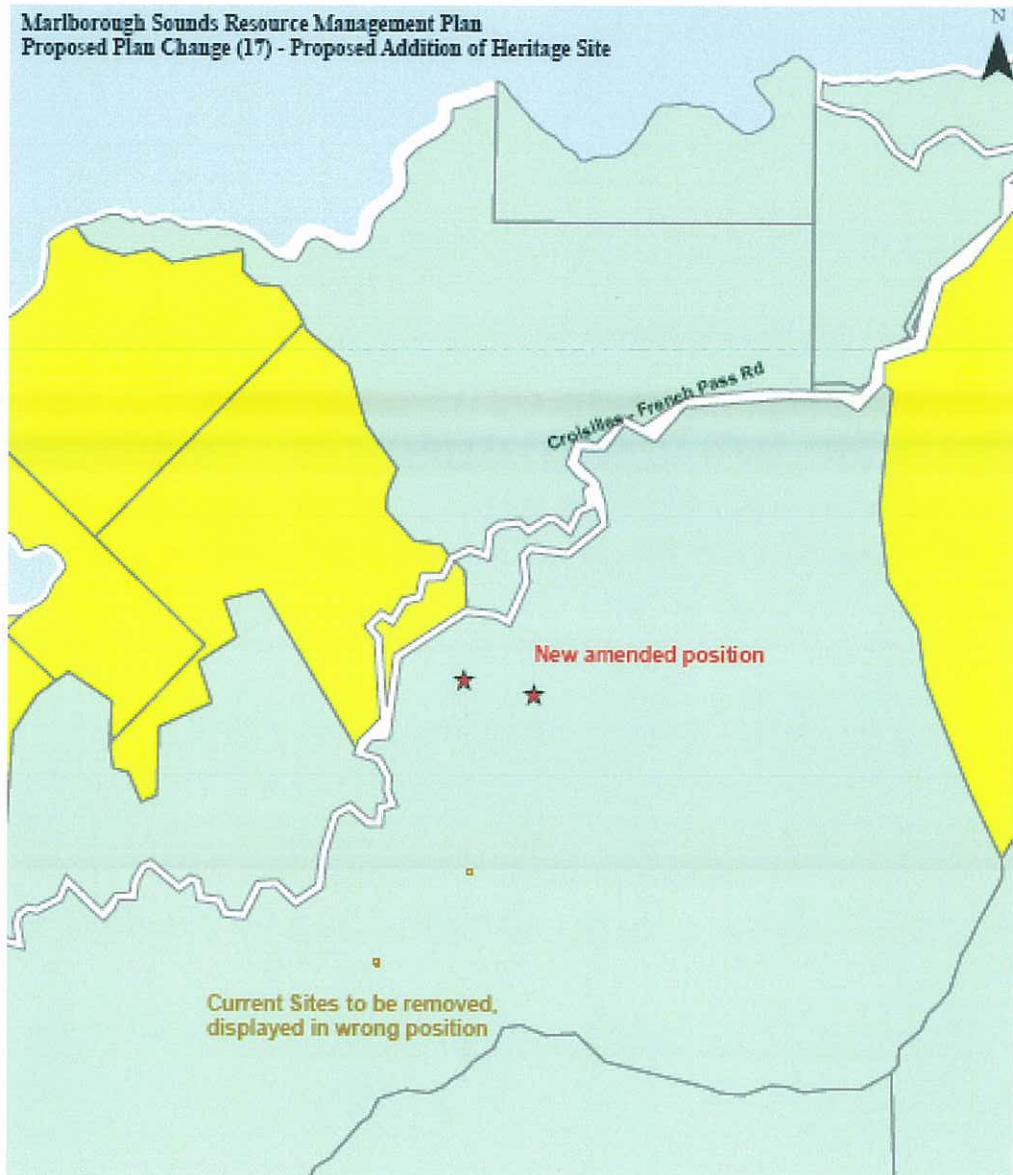 Marlborough Sounds Resource Management Plan
Proposed Plan Change (17) - Proposed Addition of Heritage Site
N
Croisilles - French Pass Rd
New amended position
Current Sites to be removed,
displayed in wrong position